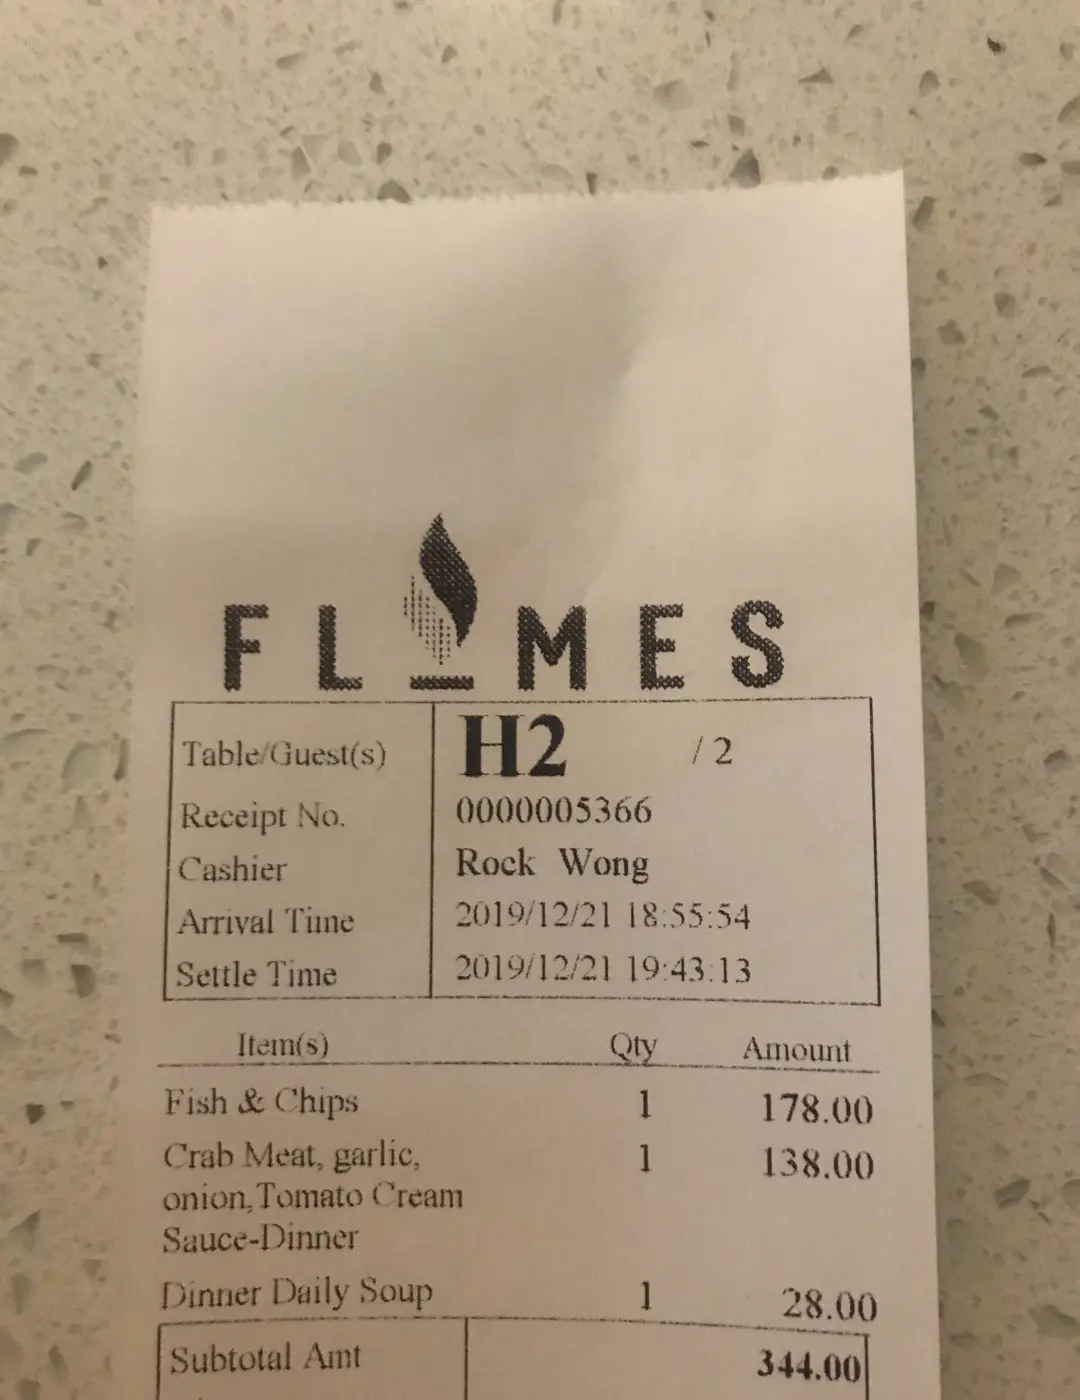 FLAMES
Table/Guest(s) H2 / 2
Receipt No. 0000005366
Cashier Rock Wong
Arrival Time 2019/12/21 18:55:54
Settle Time 2019/12/21 19:43:13
Item(s) Qty Amount
Fish & Chips 1 178.00
Crab Meat, garlic, 1 138.00
onion,Tomato Cream
Sauce-Dinner
Dinner Daily Soup 1 28.00
Subtotal Amt 344.00